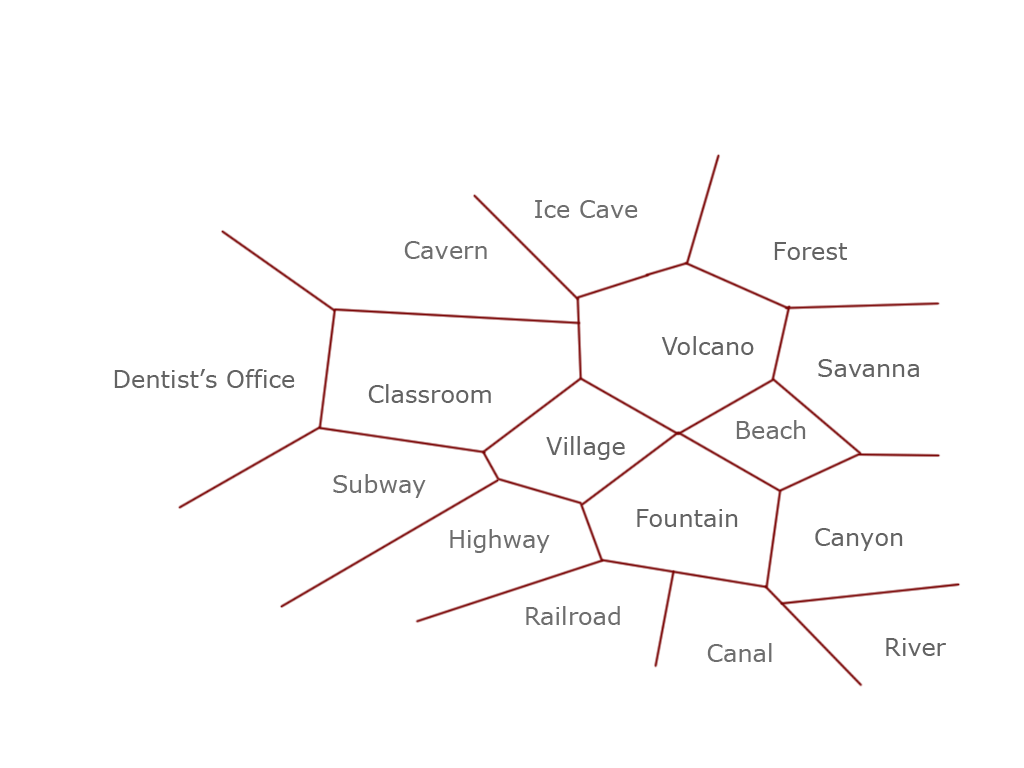 Ice Cave
Cavern
Forest
Volcano
Savanna
Dentist’s Office
Classroom
Beach
Village
Subway
Fountain
Highway
Canyon
Railroad
Canal
River